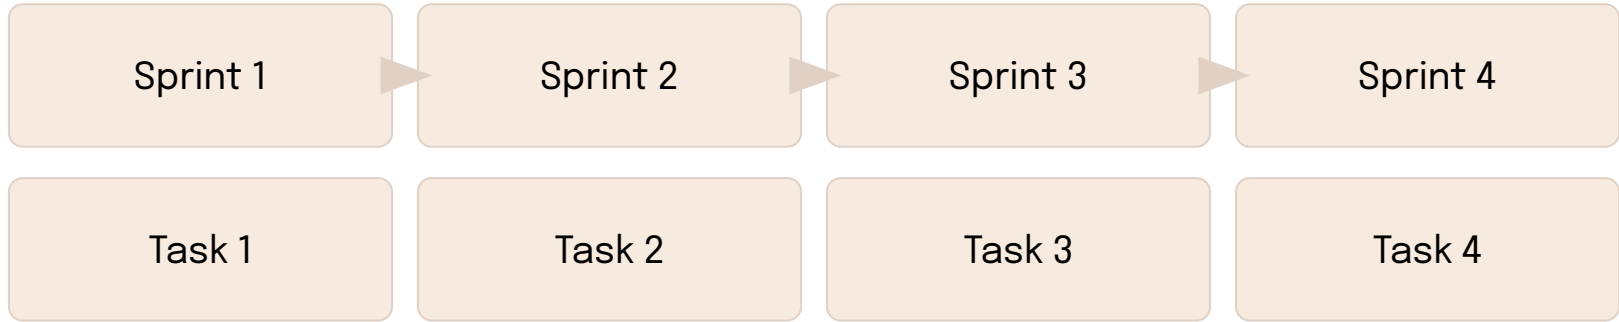 Sprint 1
Sprint 2
Sprint 3
Sprint 4
Task 1
Task 2
Task 3
Task 4